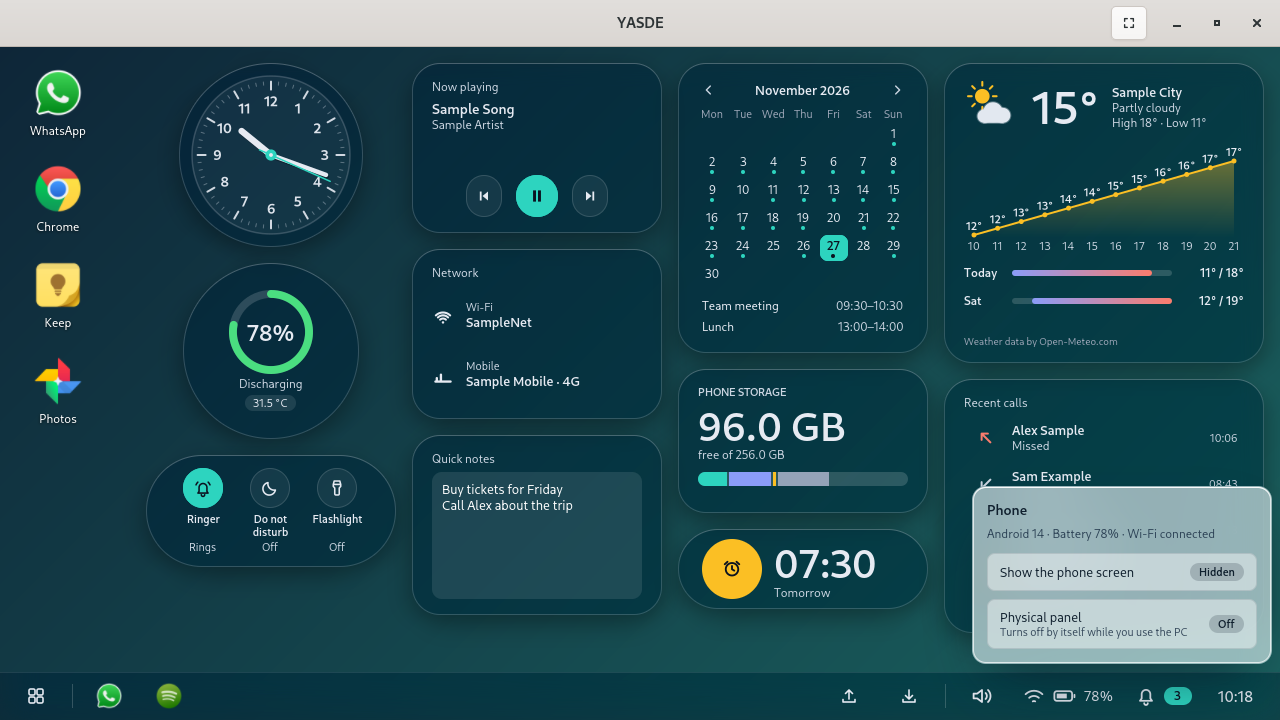 YASDE
WhatsApp
Chrome
Keep
Photos
12
1
2
3
4
5
6
7
8
9
10
11
78%
Discharging
31.5 °C
Ringer
Rings
Do not
disturb
Off
Flashlight
Off
Now playing
Sample Song
Sample Artist
Network
Wi-Fi
SampleNet
Mobile
Sample Mobile · 4G
Quick notes
Buy tickets for Friday
Call Alex about the trip
November 2026
Mon Tue Wed Thu Fri Sat Sun
1
2 3 4 5 6 7 8
9 10 11 12 13 14 15
16 17 18 19 20 21 22
23 24 25 26 27 28 29
30
Team meeting 09:30–10:30
Lunch 13:00–14:00
PHONE STORAGE
96.0 GB
free of 256.0 GB
07:30
Tomorrow
15°
Sample City
Partly cloudy
High 18° · Low 11°
12° 12° 13° 13° 14° 14° 15° 15° 16° 16° 17° 17°
10 11 12 13 14 15 16 17 18 19 20 21
Today 11° / 18°
Sat 12° / 19°
Weather data by Open-Meteo.com
Recent calls
Alex Sample
Missed
10:06
Sam Example
08:43
Phone
Android 14 · Battery 78% · Wi-Fi connected
Show the phone screen Hidden
Physical panel
Turns off by itself while you use the PC
Off
78%
3
10:18